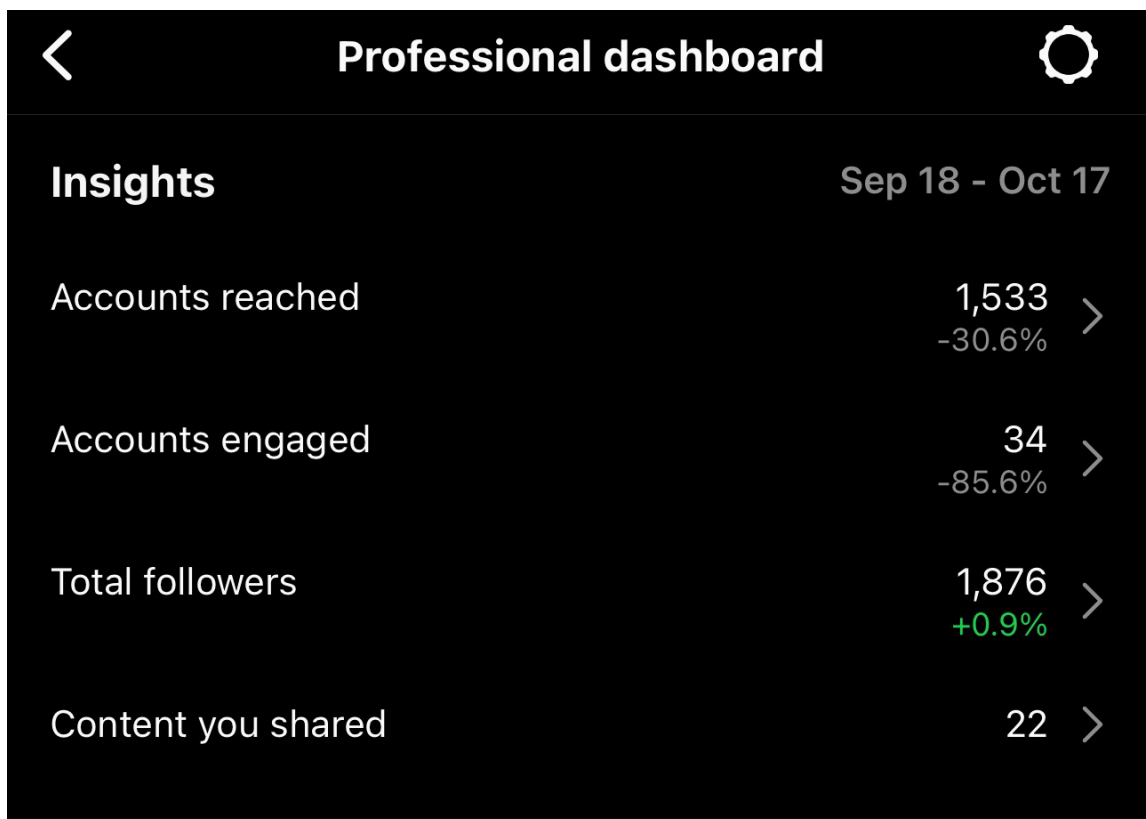 Professional dashboard
Insights
Sep 18 - Oct 17
Accounts reached
1,533
-30.6%
Accounts engaged
34
-85.6%
Total followers
1,876
+0.9%
Content you shared
22